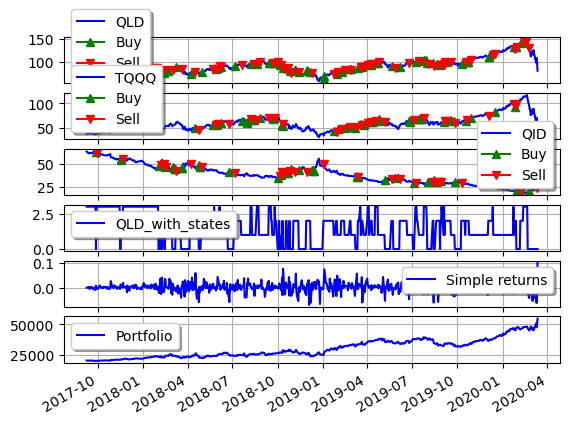 QLD
Buy
Sell
150
100
TQQQ
Buy
Sell
100
50
QID
Buy
Sell
50
25
QLD_with_states
2.5
0.0
Simple returns
0.1
0.0
Portfolio
50000
25000
2017-10 2018-01 2018-04 2018-07 2018-10 2019-01 2019-04 2019-07 2019-10 2020-01 2020-04